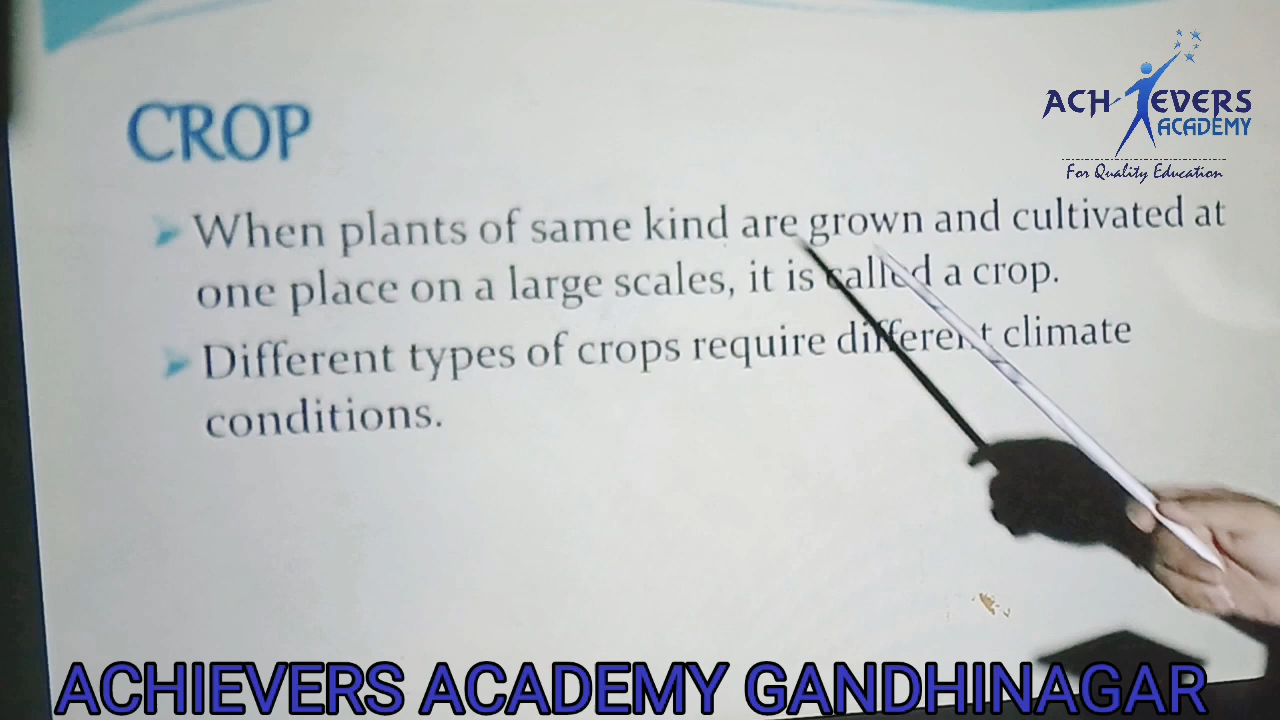 ACHIEVERS
ACADEMY
For Quality Education
CROP
When plants of same kind are grown and cultivated at
one place on a large scales, it is called a crop.
Different types of crops require different climate
conditions.
ACHIEVERS ACADEMY GANDHINAGAR